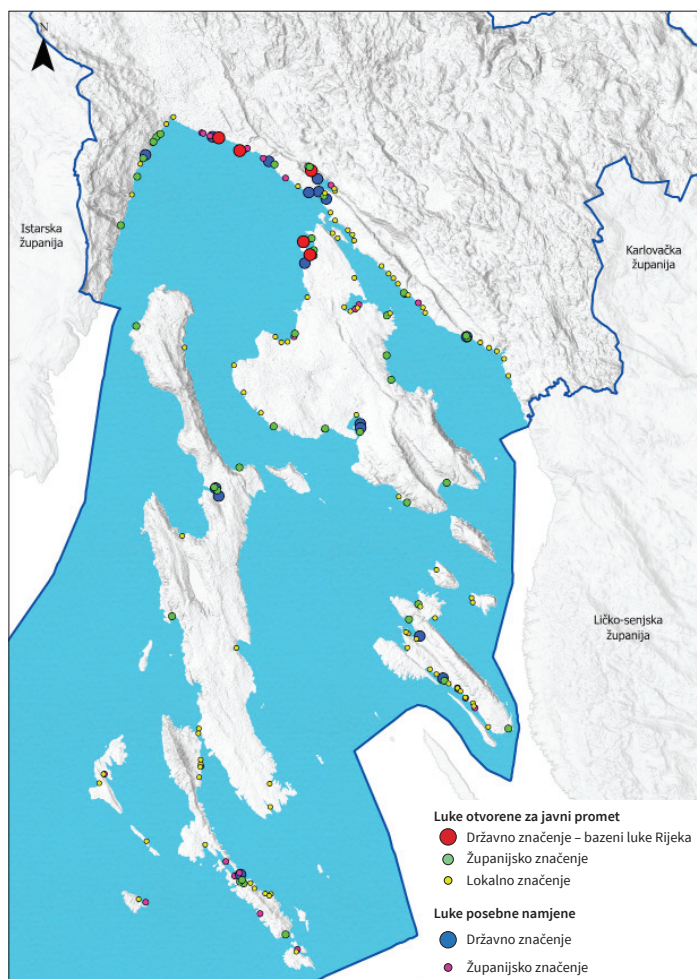 N
Istarska
županija
Karlovačka
županija
Ličko-senjska
županija
Luke otvorene za javni promet
Državno značenje – bazeni luke Rijeka
Županijsko značenje
Lokalno značenje
Luke posebne namjene
Državno značenje
Županijsko značenje